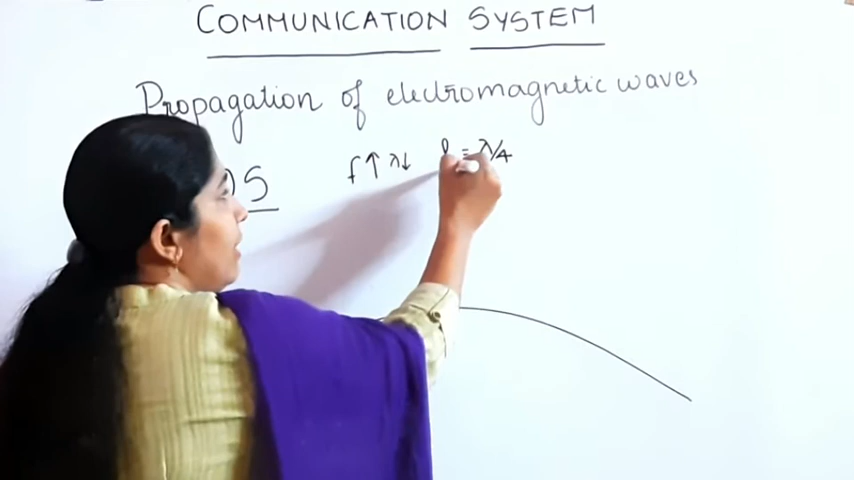 COMMUNICATION SYSTEM
Propagation of electromagnetic waves
f↑ λ↓ l = λ/4